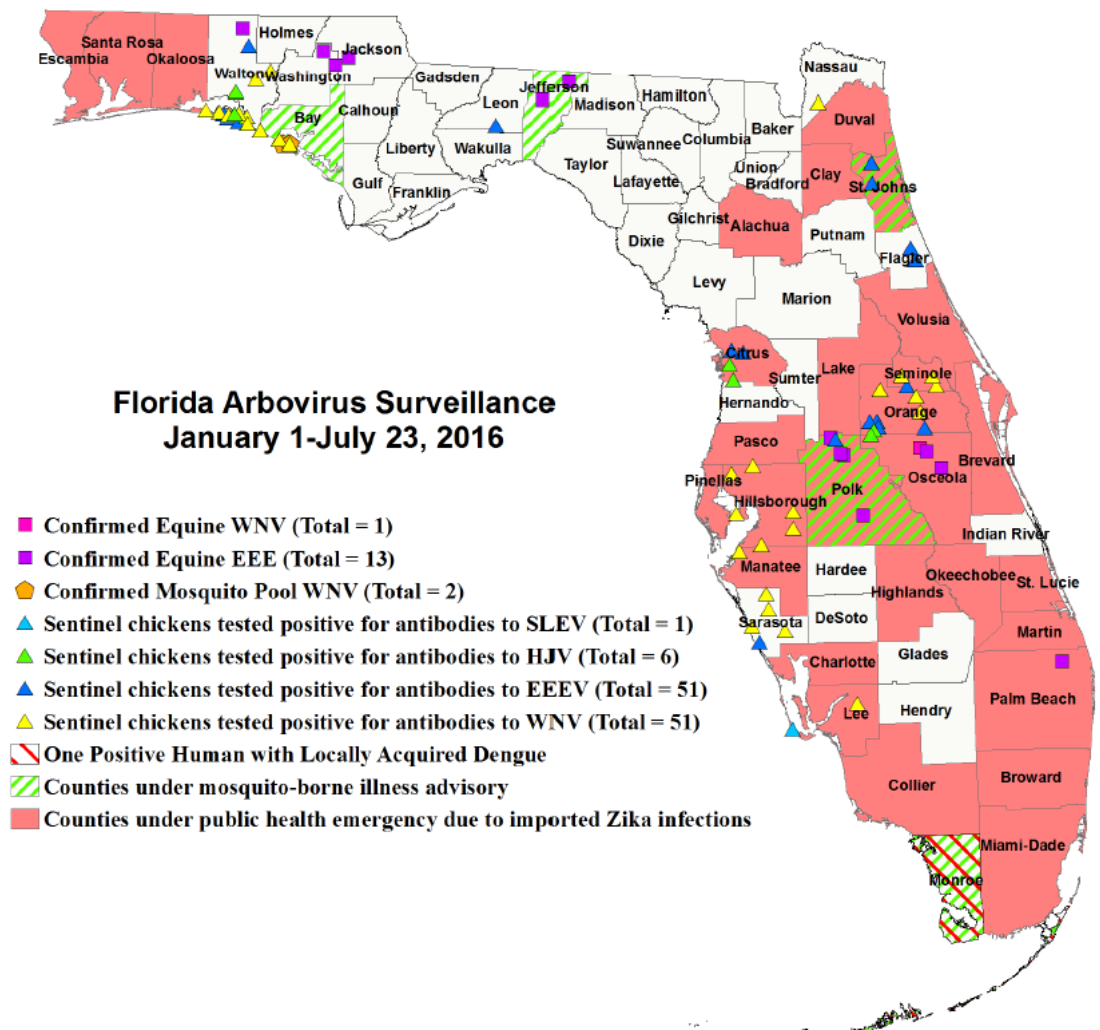 Holmes
Jackson
Santa Rosa
Escambia
Okaloosa
Walton
Washington
Gadsden
Jefferson
Leon
Madison
Hamilton
Nassau
Bay
Calhoun
Liberty
Wakulla
Gulf
Franklin
Taylor
Suwannee
Columbia
Baker
Duval
Lafayette
Union
Bradford
Clay
St. Johns
Gilchrist
Alachua
Dixie
Putnam
Flagler
Levy
Marion
Volusia
Citrus
Sumter
Lake
Seminole
Hernando
Orange
Florida Arbovirus Surveillance
January 1-July 23, 2016
Pasco
Brevard
Osceola
Pinellas
Hillsborough
Polk
Indian River
Manatee
Hardee
Okeechobee
St. Lucie
Highlands
Sarasota
DeSoto
Martin
Charlotte
Glades
Palm Beach
Lee
Hendry
Collier
Broward
Miami-Dade
Monroe
Confirmed Equine WNV (Total = 1)
Confirmed Equine EEE (Total = 13)
Confirmed Mosquito Pool WNV (Total = 2)
Sentinel chickens tested positive for antibodies to SLEV (Total = 1)
Sentinel chickens tested positive for antibodies to HJV (Total = 6)
Sentinel chickens tested positive for antibodies to EEEV (Total = 51)
Sentinel chickens tested positive for antibodies to WNV (Total = 51)
One Positive Human with Locally Acquired Dengue
Counties under mosquito-borne illness advisory
Counties under public health emergency due to imported Zika infections